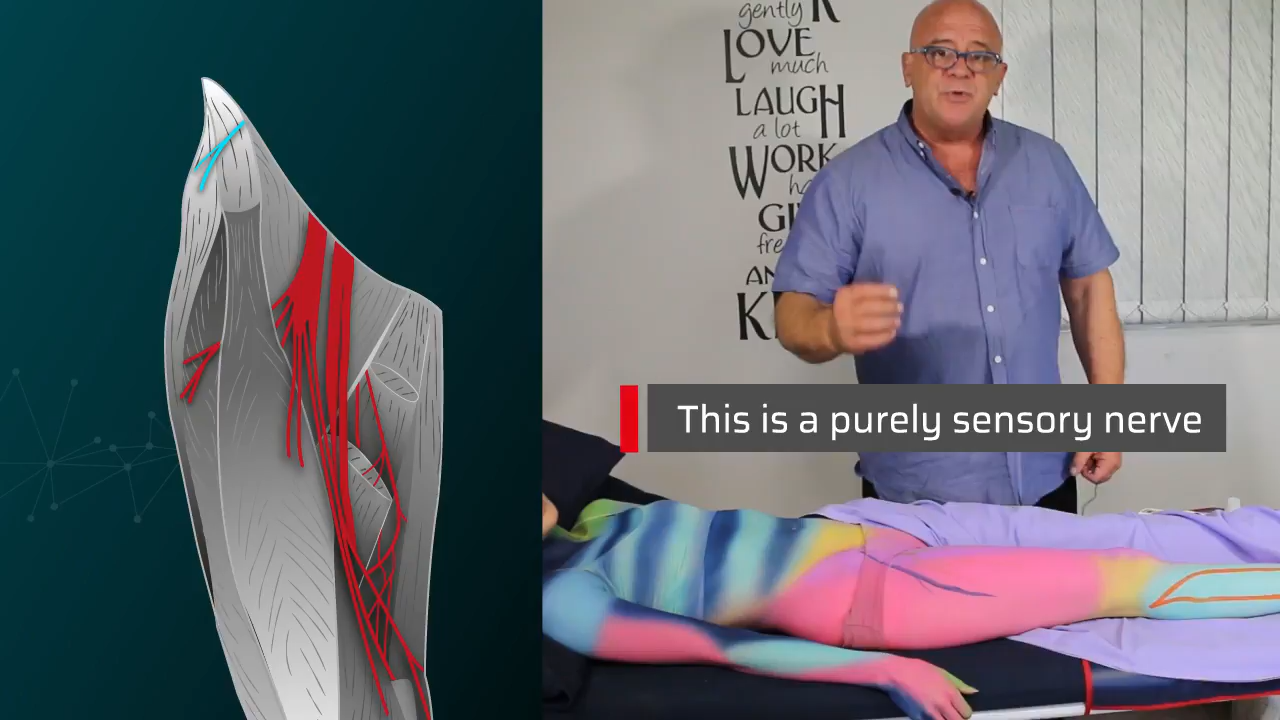 gently
LOVE
much
LAUGH
a lot
WORK
This is a purely sensory nerve